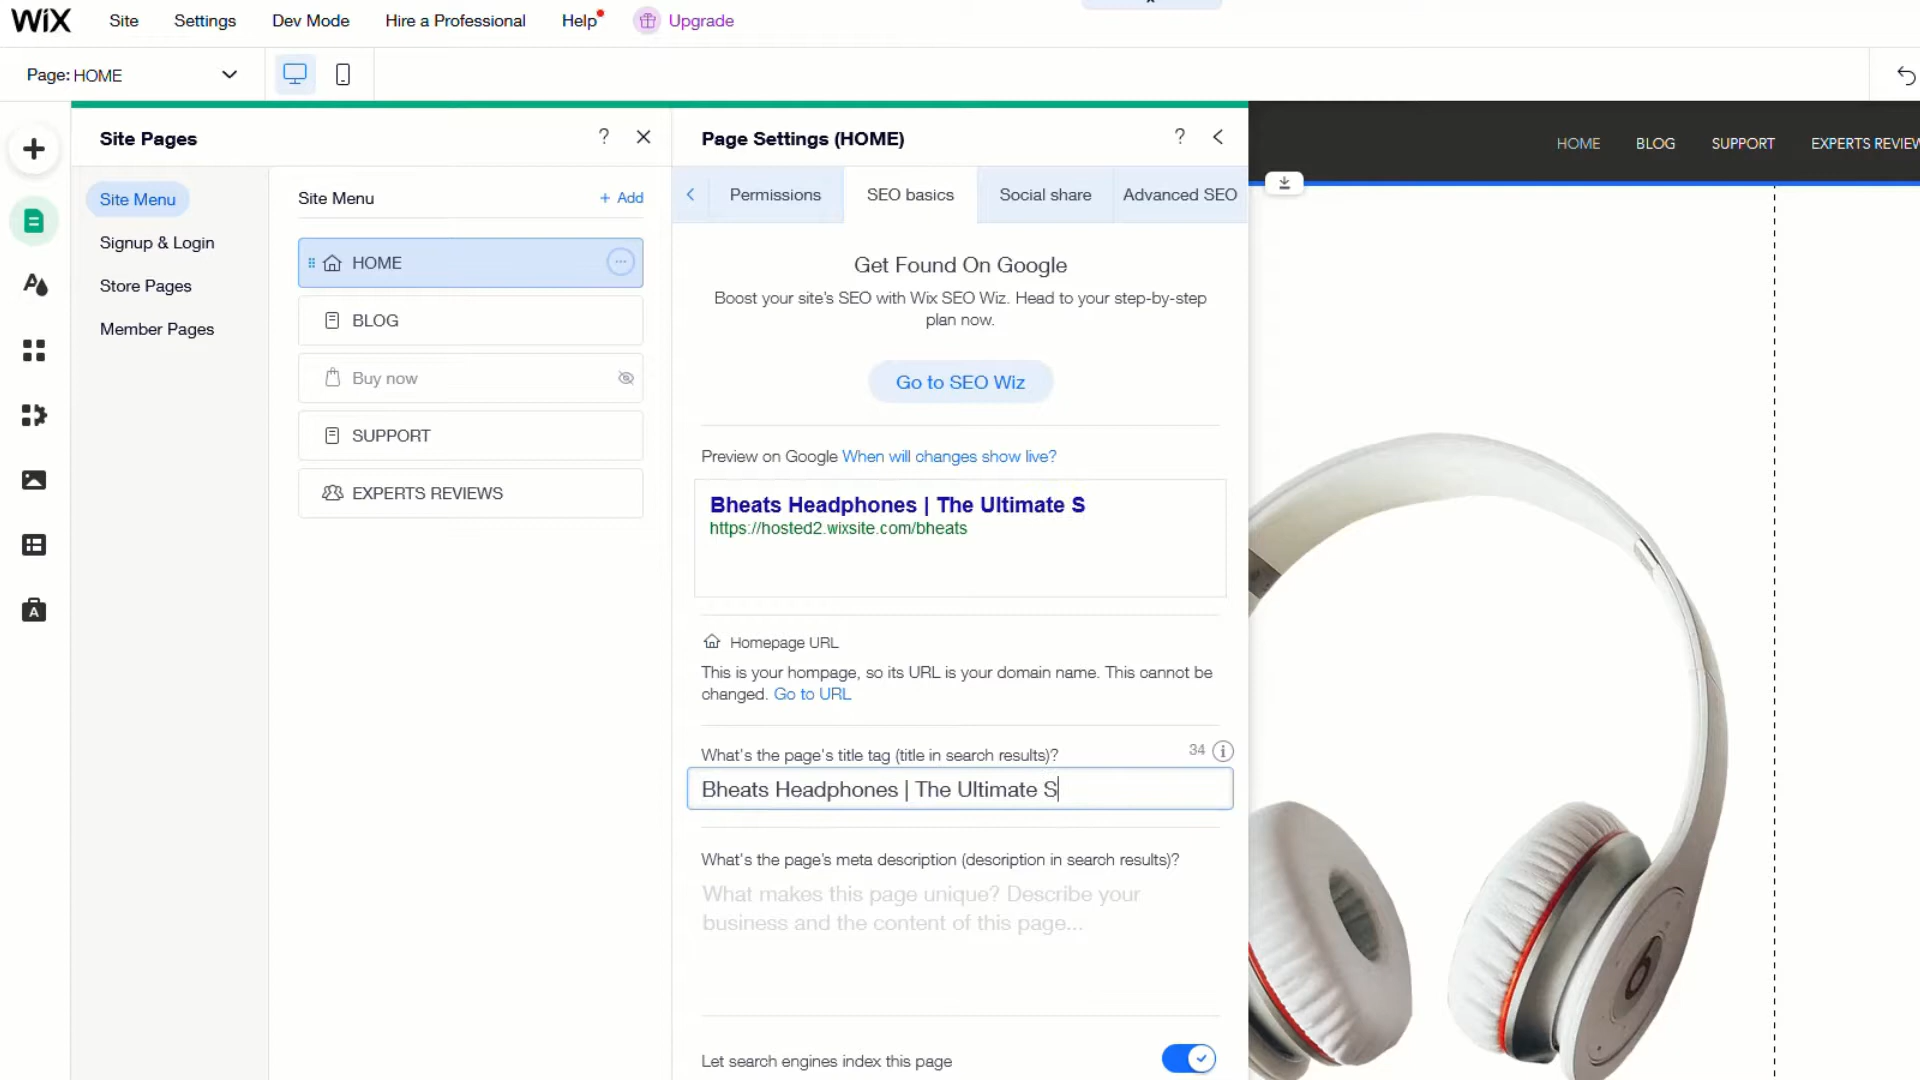 WiX Site Settings Dev Mode Hire a Professional Help Upgrade
Page: HOME
Site Pages ?
Site Menu
Signup & Login
Store Pages
Member Pages
Site Menu + Add
HOME
BLOG
Buy now
SUPPORT
EXPERTS REVIEWS
Page Settings (HOME) ?
Permissions SEO basics Social share Advanced SEO
Get Found On Google
Boost your site's SEO with Wix SEO Wiz. Head to your step-by-step
plan now.
Go to SEO Wiz
Preview on Google When will changes show live?
Bheats Headphones | The Ultimate S
https://hosted2.wixsite.com/bheats
Homepage URL
This is your hompage, so its URL is your domain name. This cannot be
changed. Go to URL
What's the page's title tag (title in search results)? 34
Bheats Headphones | The Ultimate S
What's the page's meta description (description in search results)?
What makes this page unique? Describe your
business and the content of this page...
Let search engines index this page
HOME BLOG SUPPORT EXPERTS REVIEW